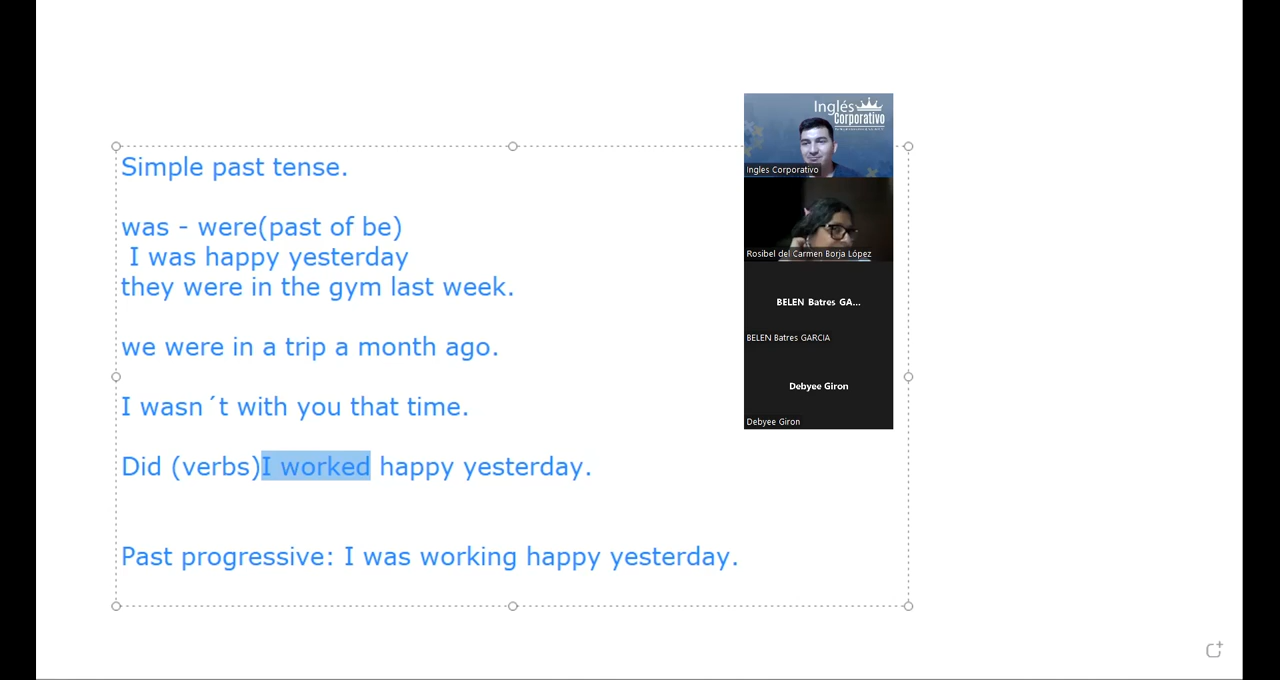 Simple past tense.
was - were(past of be)
I was happy yesterday
they were in the gym last week.
we were in a trip a month ago.
I wasn´t with you that time.
Did (verbs)I worked happy yesterday.
Past progressive: I was working happy yesterday.
Inglés
Corporativo
Ingles Corporativo
Rosibel del Carmen Borja López
BELEN Batres GA...
BELEN Batres GARCIA
Debyee Giron
Debyee Giron